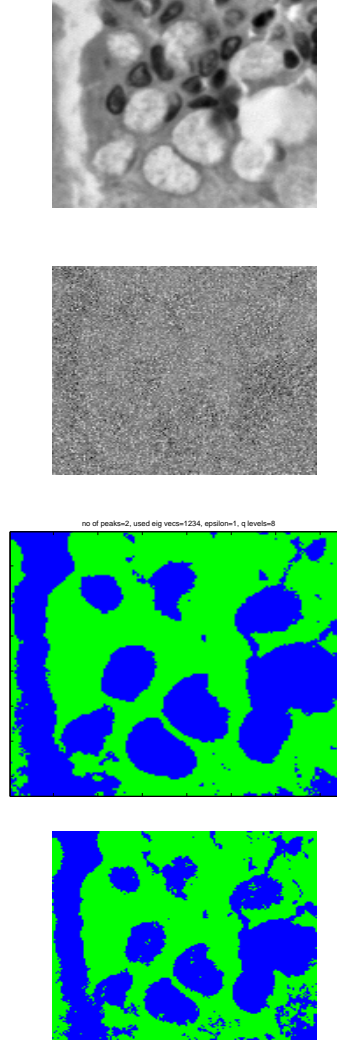 no of peaks=2, used eig vecs=1234, epsilon=1, q levels=8